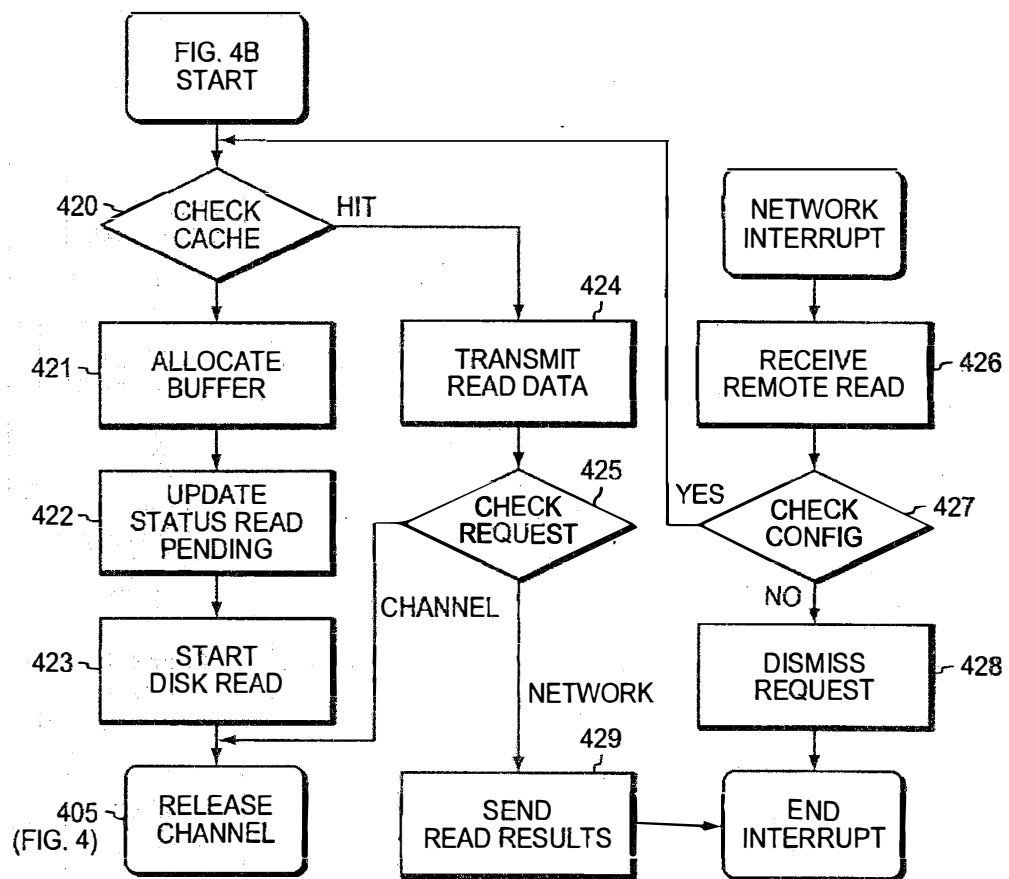 FIG. 4B
START
420
CHECK
CACHE
HIT
NETWORK
INTERRUPT
424
421
ALLOCATE
BUFFER
TRANSMIT
READ DATA
RECEIVE
REMOTE READ
426
422
UPDATE
STATUS READ
PENDING
425
CHECK
REQUEST
YES
CHECK
CONFIG
427
NO
CHANNEL
423
START
DISK READ
DISMISS
REQUEST
428
NETWORK
429
405
(FIG. 4)
RELEASE
CHANNEL
SEND
READ RESULTS
END
INTERRUPT